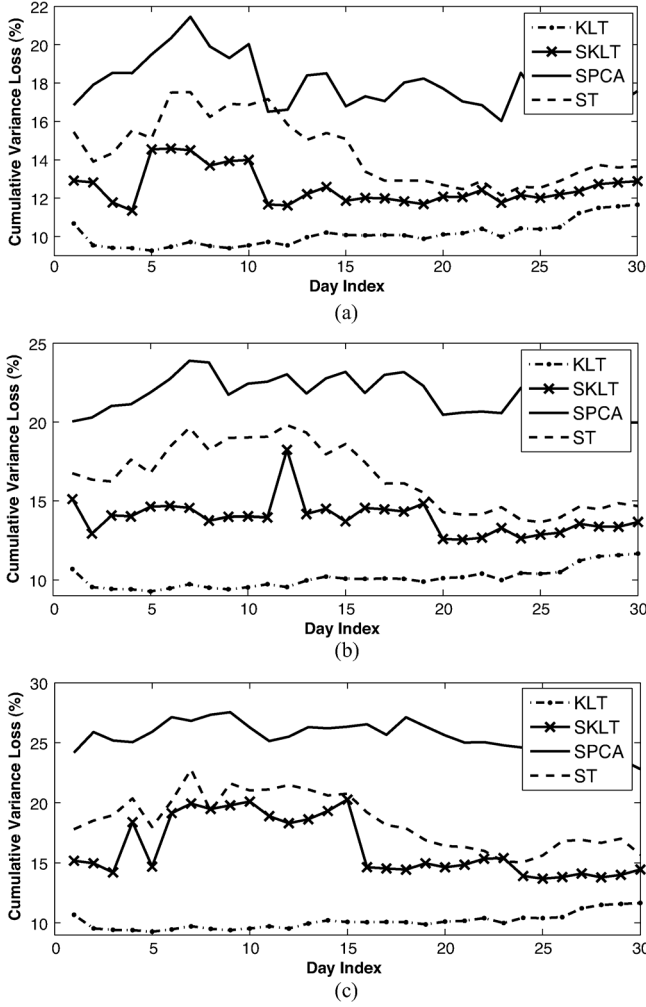 22
20
18
16
14
12
10
0 5 10 15 20 25 30
Cumulative Variance Loss (%)
Day Index
KLT
SKLT
SPCA
ST
(a)
25
20
15
10
0 5 10 15 20 25 30
Cumulative Variance Loss (%)
Day Index
KLT
SKLT
SPCA
ST
(b)
30
25
20
15
10
0 5 10 15 20 25 30
Cumulative Variance Loss (%)
Day Index
KLT
SKLT
SPCA
ST
(c)